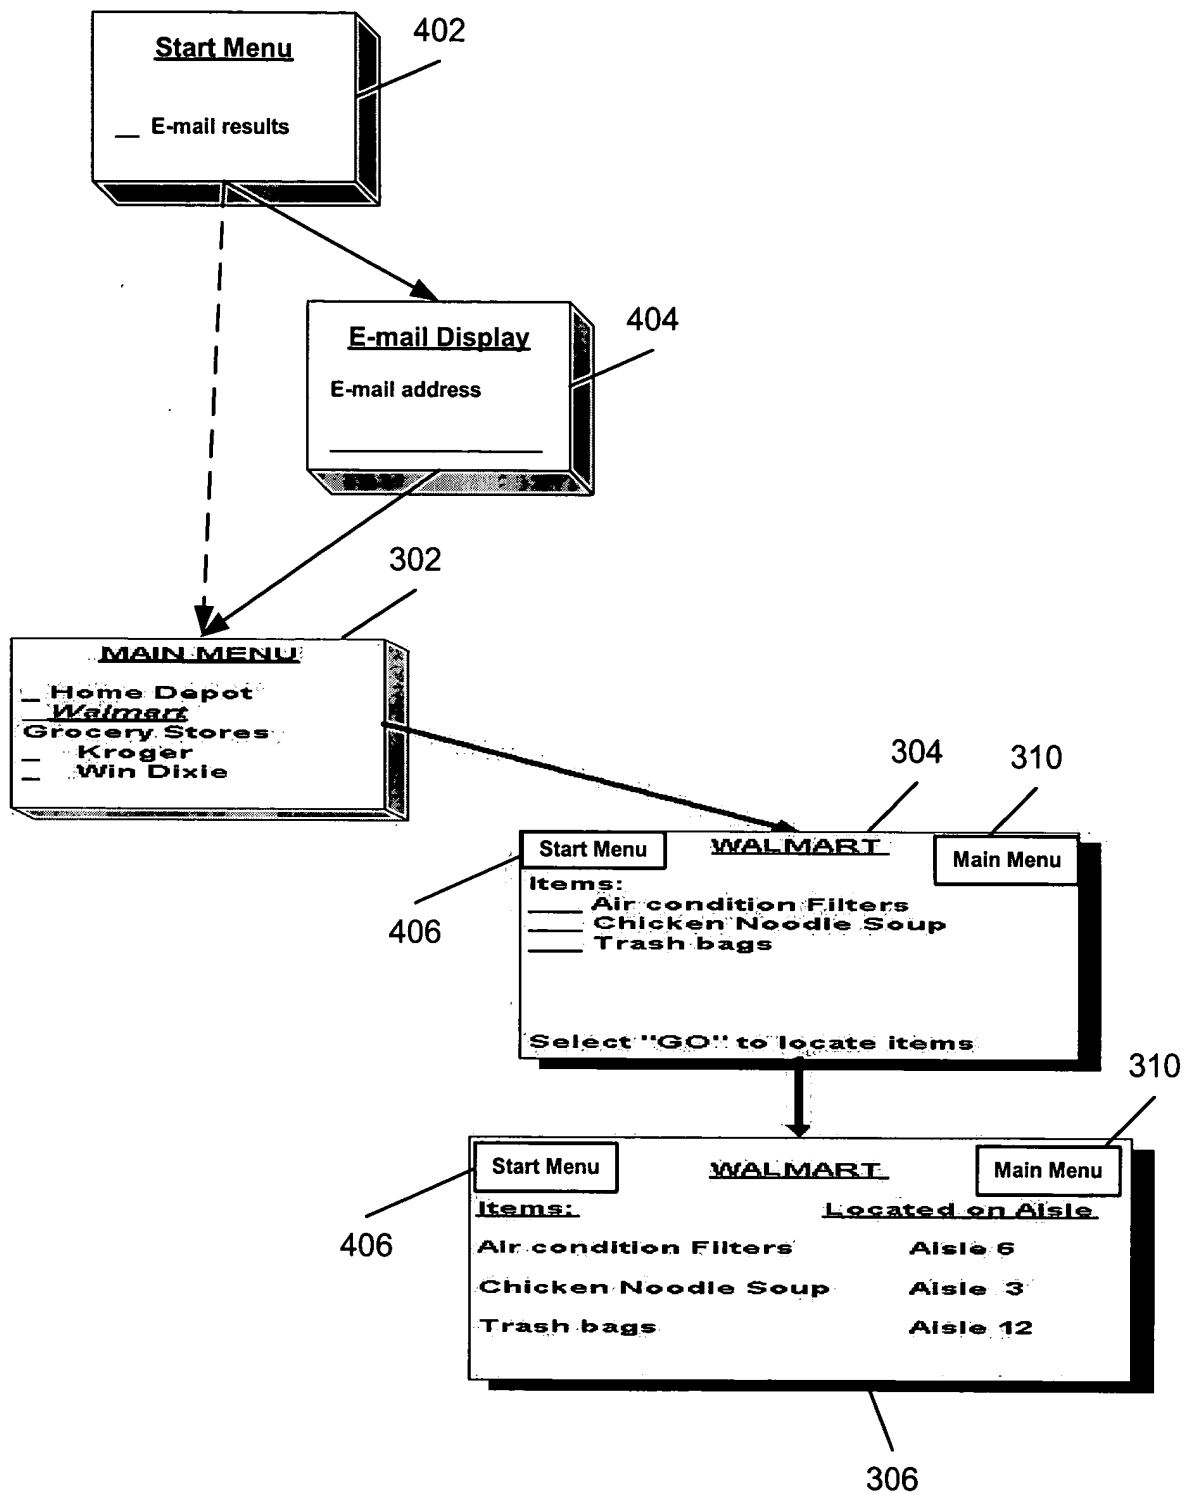 402
Start Menu
__ E-mail results
404
E-mail Display
E-mail address
302
MAIN MENU
_ Home Depot
__Walmart
Grocery Stores
_ Kroger
_ Win Dixie
304
310
Start Menu
WALMART
Main Menu
Items:
____ Air condition Filters
____ Chicken Noodle Soup
____ Trash bags
406
Select "GO" to locate items
310
Start Menu
WALMART
Main Menu
Items: Located on Aisle
406
Air condition Filters Aisle 6
Chicken Noodle Soup Aisle 3
Trash bags Aisle 12
306